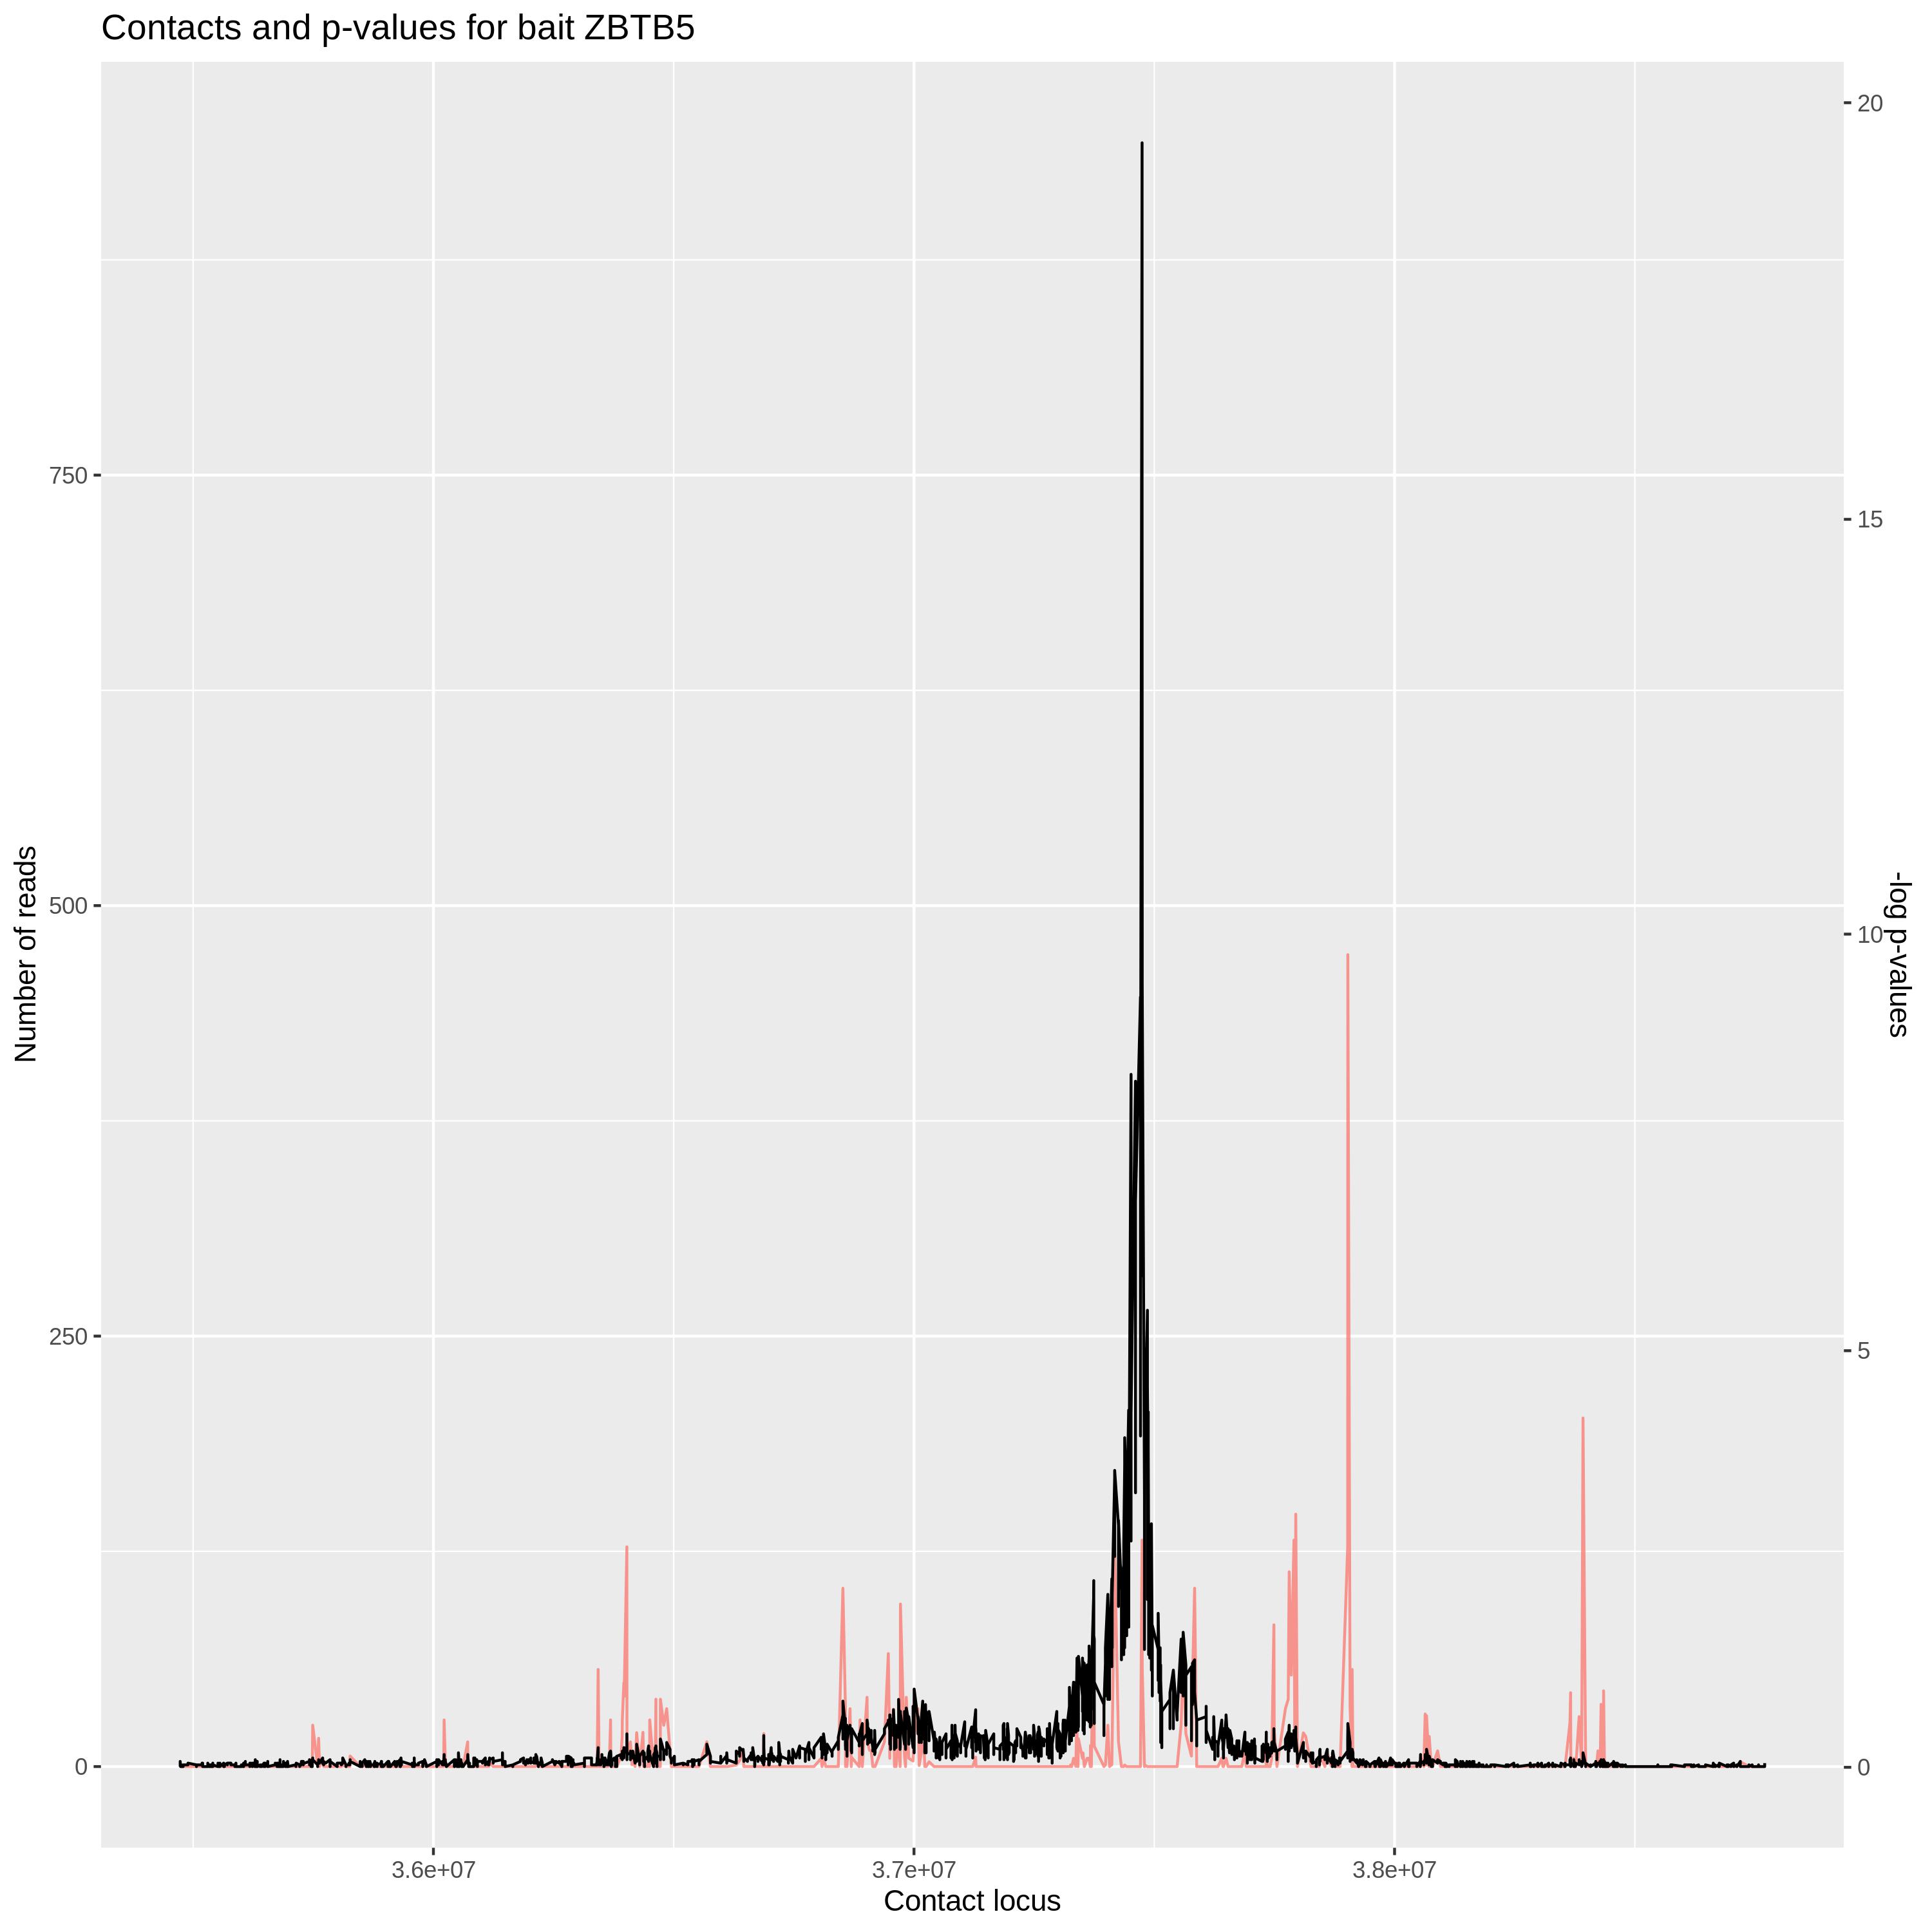 Contacts and p-values for bait ZBTB5
Number of reads
750
500
250
0
20
15
10
5
0
-log p-values
3.6e+07
3.7e+07
3.8e+07
Contact locus